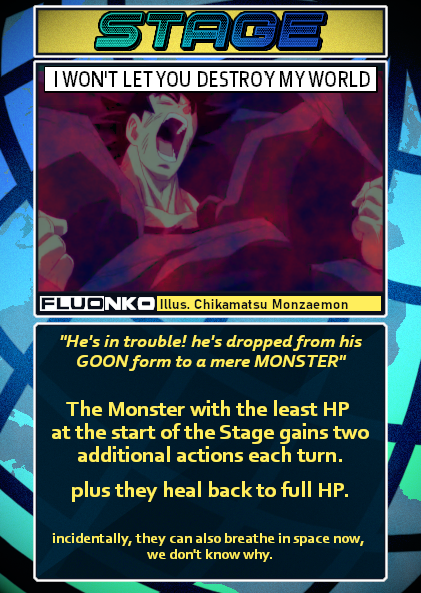 STAGE
I WON'T LET YOU DESTROY MY WORLD
FLUONKO Illus. Chikamatsu Monzaemon
"He's in trouble! he's dropped from his
GOON form to a mere MONSTER"
The Monster with the least HP
at the start of the Stage gains two
additional actions each turn.
plus they heal back to full HP.
incidentally, they can also breathe in space now,
we don't know why.